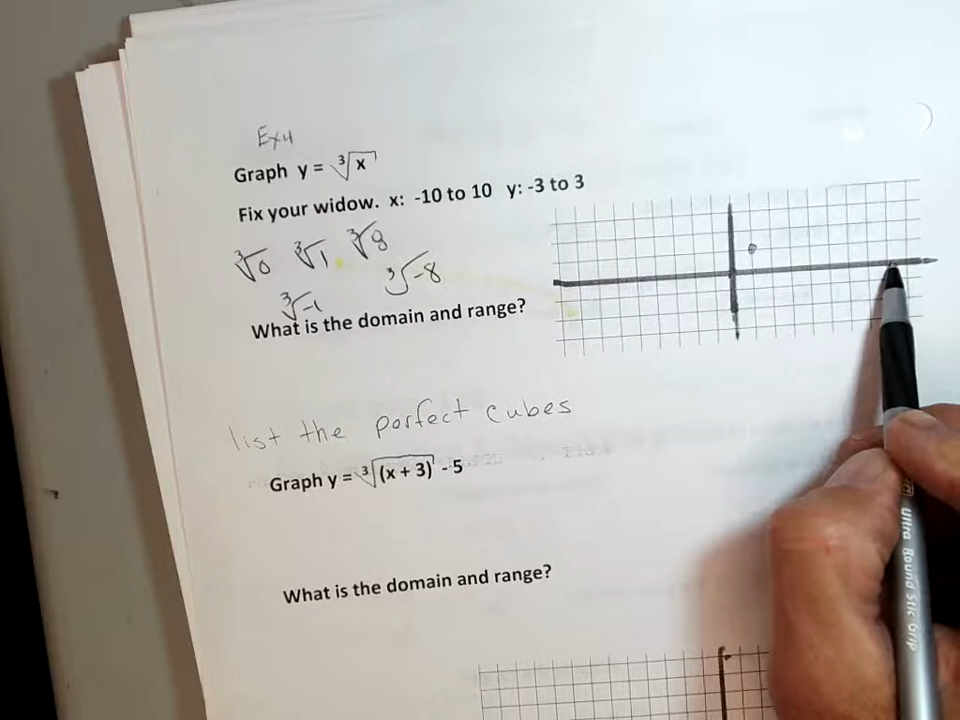 Ex4
Graph y = ∛x
Fix your widow. x: -10 to 10 y: -3 to 3
∛0 ∛1 ∛8
∛-1 ∛-8
What is the domain and range?
list the perfect cubes
Graph y = ∛(x + 3) - 5
What is the domain and range?
Ultra Round Stic Grip